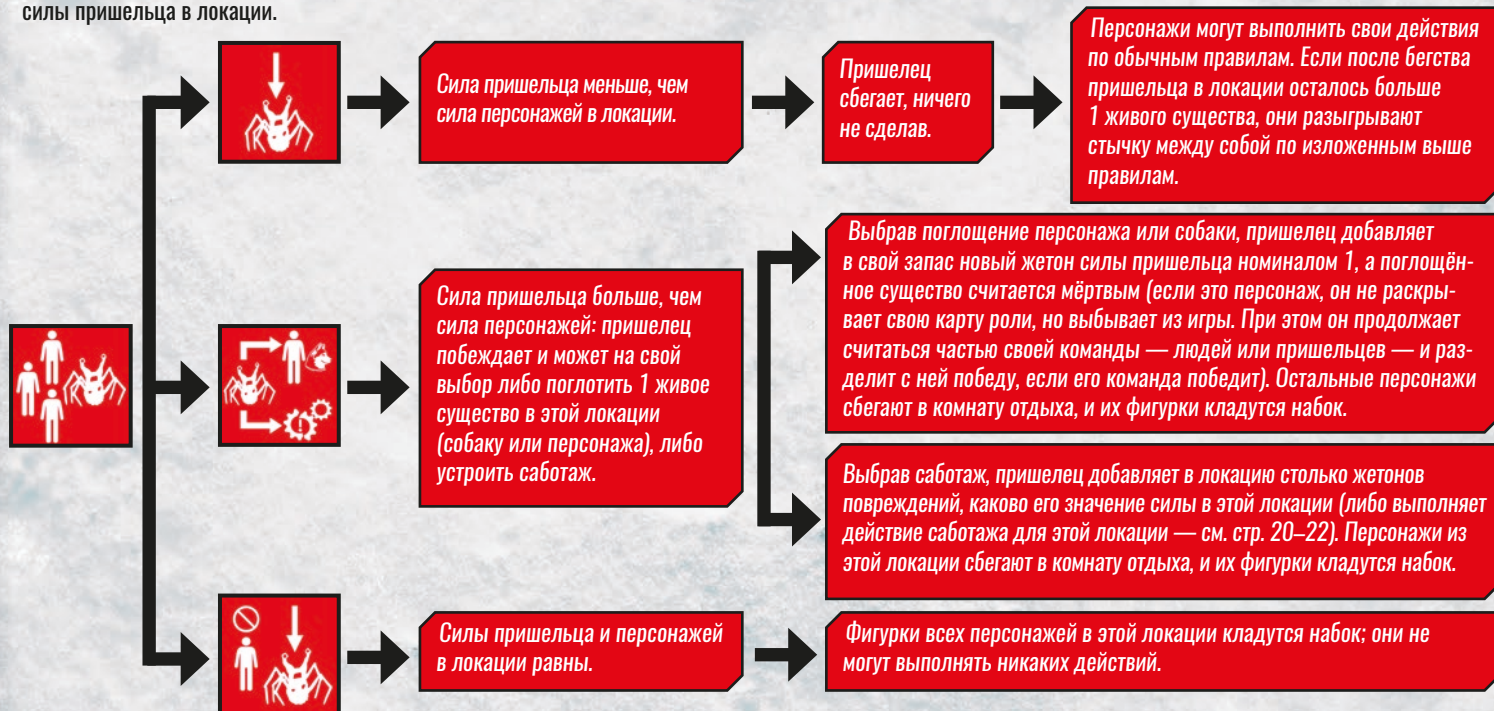 силы пришельца в локации.
Сила пришельца меньше, чем
сила персонажей в локации.
Пришелец
сбегает, ничего
не сделав.
Персонажи могут выполнить свои действия
по обычным правилам. Если после бегства
пришельца в локации осталось больше
1 живого существа, они разыгрывают
стычку между собой по изложенным выше
правилам.
Сила пришельца больше, чем
сила персонажей: пришелец
побеждает и может на свой
выбор либо поглотить 1 живое
существо в этой локации
(собаку или персонажа), либо
устроить саботаж.
Выбрав поглощение персонажа или собаки, пришелец добавляет
в свой запас новый жетон силы пришельца номиналом 1, а поглощён-
ное существо считается мёртвым (если это персонаж, он не раскры-
вает свою карту роли, но выбывает из игры. При этом он продолжает
считаться частью своей команды — людей или пришельцев — и раз-
делит с ней победу, если его команда победит). Остальные персонажи
сбегают в комнату отдыха, и их фигурки кладутся набок.
Выбрав саботаж, пришелец добавляет в локацию столько жетонов
повреждений, каково его значение силы в этой локации (либо выполняет
действие саботажа для этой локации — см. стр. 20–22). Персонажи из
этой локации сбегают в комнату отдыха, и их фигурки кладутся набок.
Силы пришельца и персонажей
в локации равны.
Фигурки всех персонажей в этой локации кладутся набок; они не
могут выполнять никаких действий.